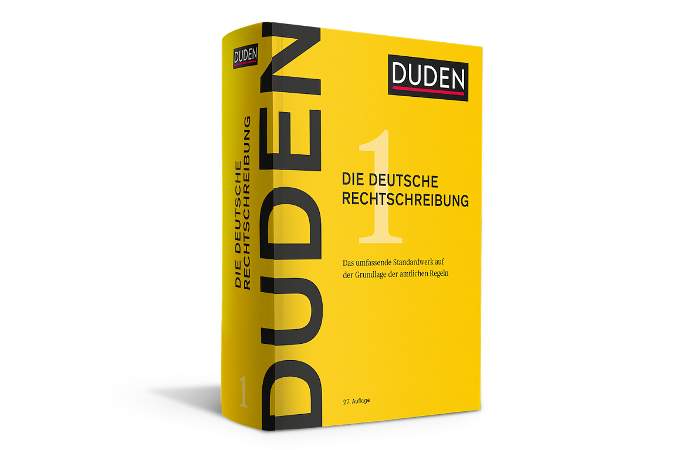 DUDEN
DIE DEUTSCHE
RECHTSCHREIBUNG
1
DUDEN
DUDEN
1
DIE DEUTSCHE
RECHTSCHREIBUNG
Das umfassende Standardwerk auf
der Grundlage der amtlichen Regeln
27. Auflage